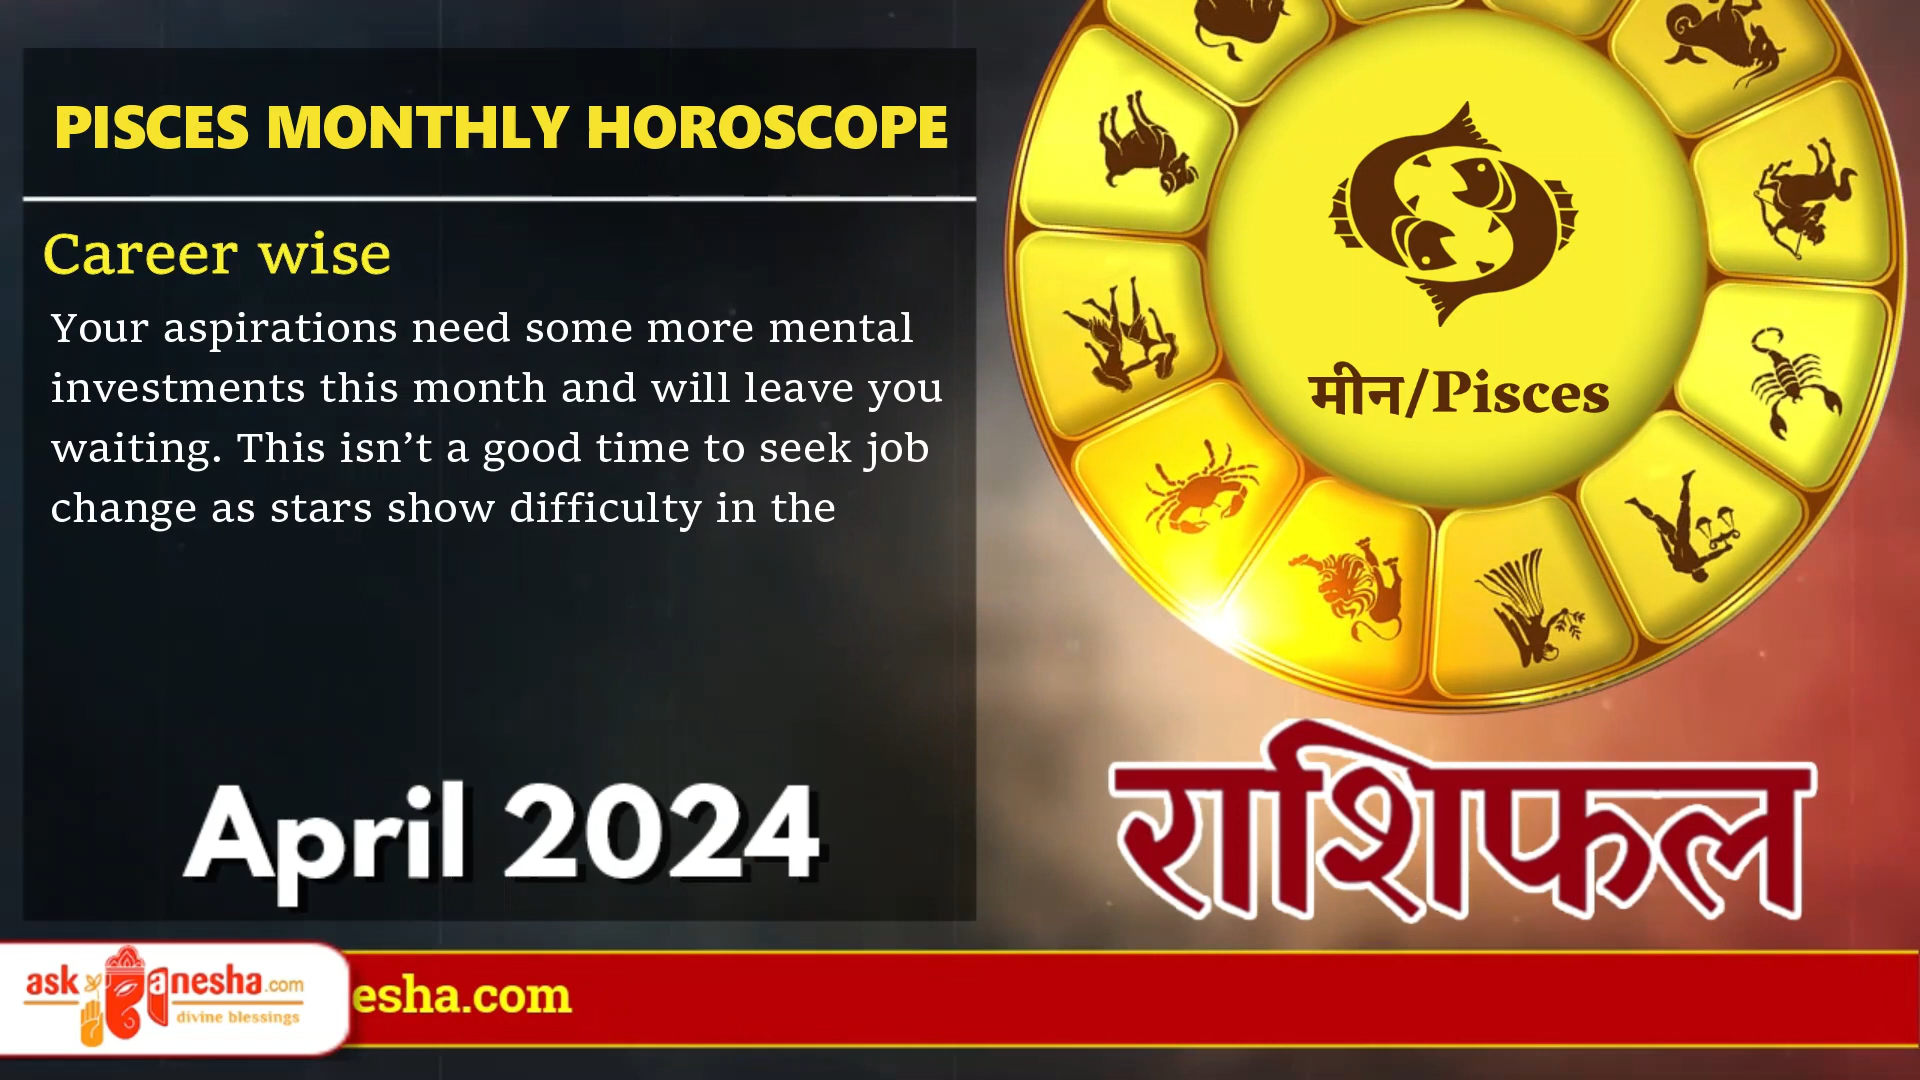 PISCES MONTHLY HOROSCOPE
Career wise
Your aspirations need some more mental
investments this month and will leave you
waiting. This isn’t a good time to seek job
change as stars show difficulty in the
April 2024
मीन/Pisces
राशिफल
ask Ganesha.com
divine blessings
esha.com